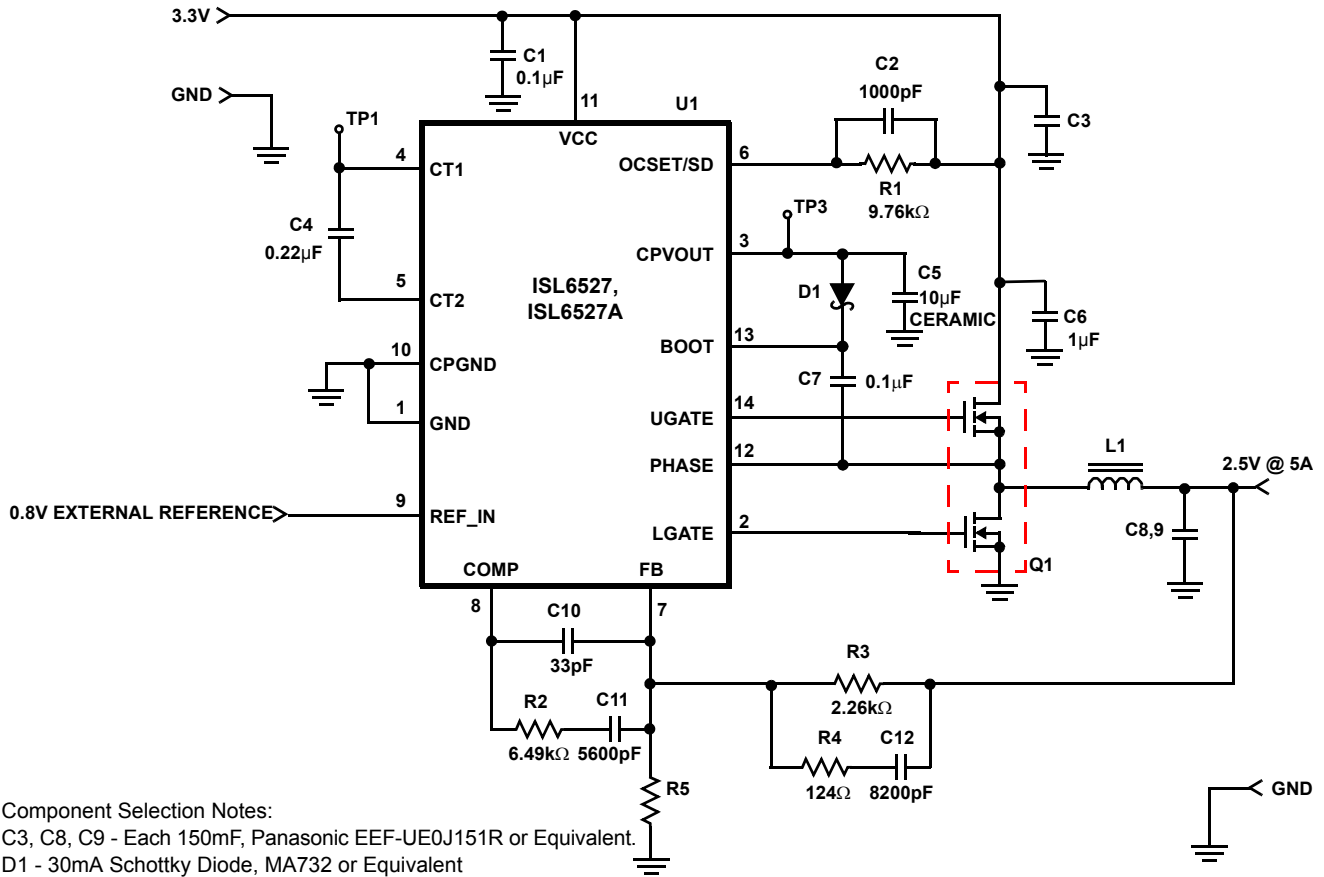 3.3V
C1
0.1µF
GND
TP1
C4
0.22µF
4
5
10
1
9
11
VCC
U1
CT1
CT2
CPGND
GND
REF_IN
COMP
FB
8
7
ISL6527,
ISL6527A
OCSET/SD
CPVOUT
BOOT
UGATE
PHASE
LGATE
6
3
13
14
12
2
C2
1000pF
R1
9.76kΩ
C3
TP3
D1
C5
10µF
CERAMIC
C6
1µF
C7
0.1µF
L1
2.5V @ 5A
C8,9
Q1
0.8V EXTERNAL REFERENCE
C10
33pF
R2
6.49kΩ
C11
5600pF
R3
2.26kΩ
R4
124Ω
C12
8200pF
R5
GND
Component Selection Notes:
C3, C8, C9 - Each 150mF, Panasonic EEF-UE0J151R or Equivalent.
D1 - 30mA Schottky Diode, MA732 or Equivalent